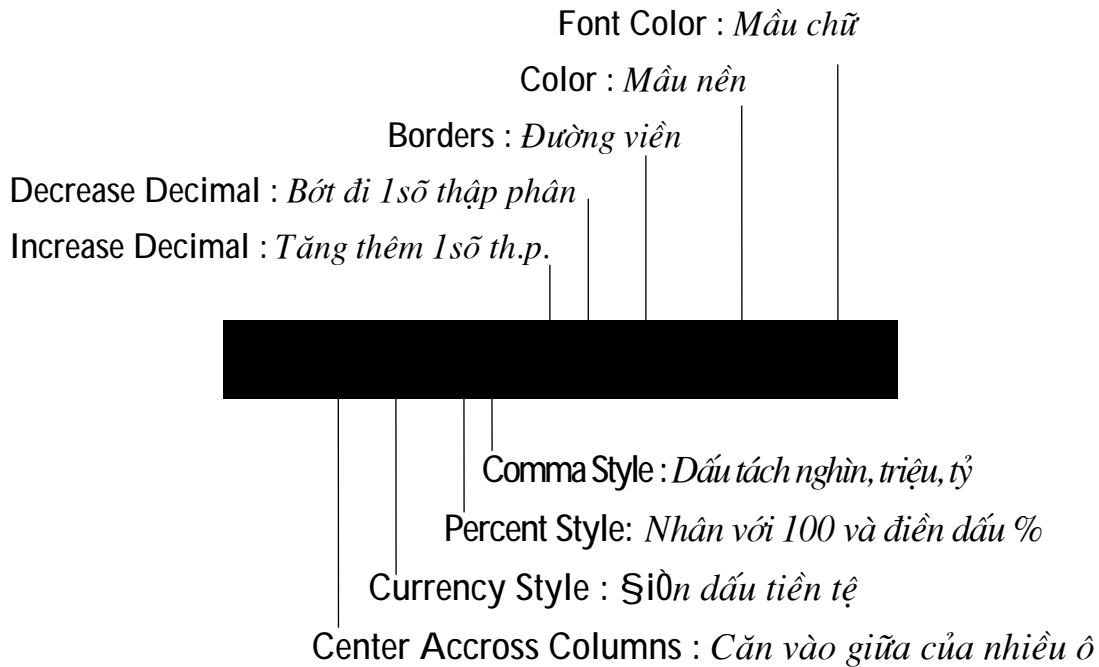 Font Color : Mầu chữ
Color : Mầu nền
Borders : Đường viền
Decrease Decimal : Bớt đi 1số thập phân
Increase Decimal : Tăng thêm 1số th.p.
Comma Style : Dấu tách nghìn, triệu, tỷ
Percent Style: Nhân với 100 và điền dấu %
Currency Style : §iÒn dấu tiền tệ
Center Accross Columns : Căn vào giữa của nhiều ô